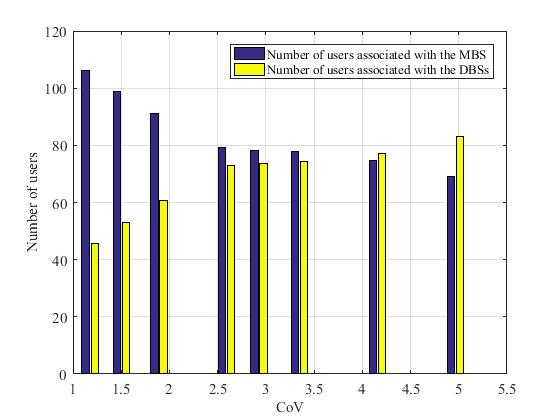 120
100
80
60
40
20
0
Number of users
Number of users associated with the MBS
Number of users associated with the DBSs
1 1.5 2 2.5 3 3.5 4 4.5 5 5.5
CoV